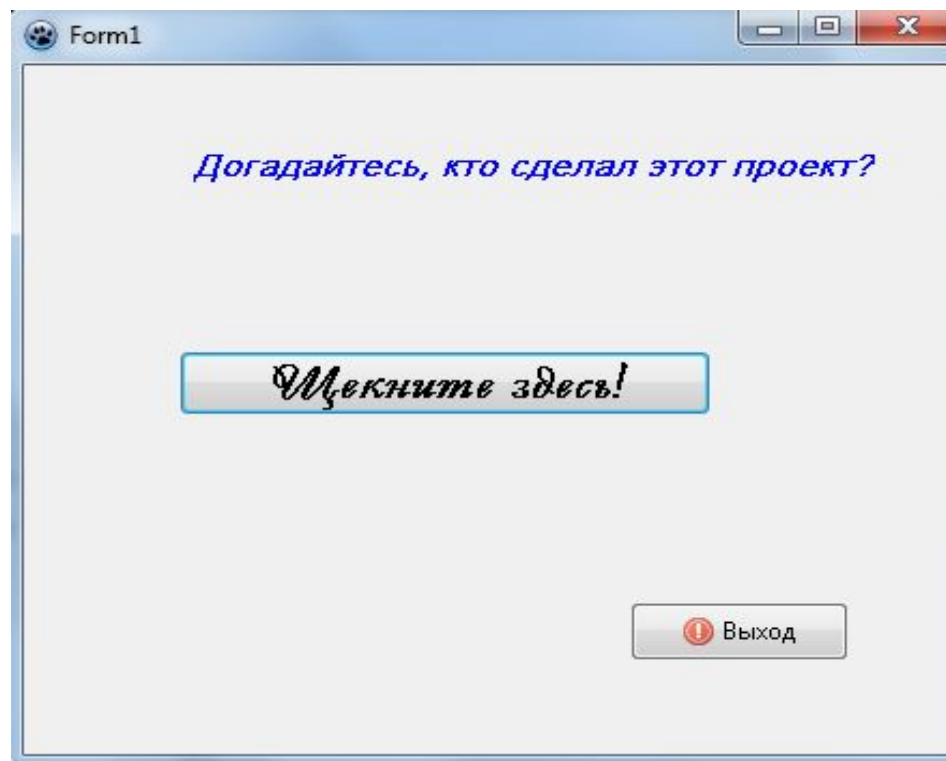 Form1
Догадайтесь, кто сделал этот проект?
Щекните здесь!
Выход